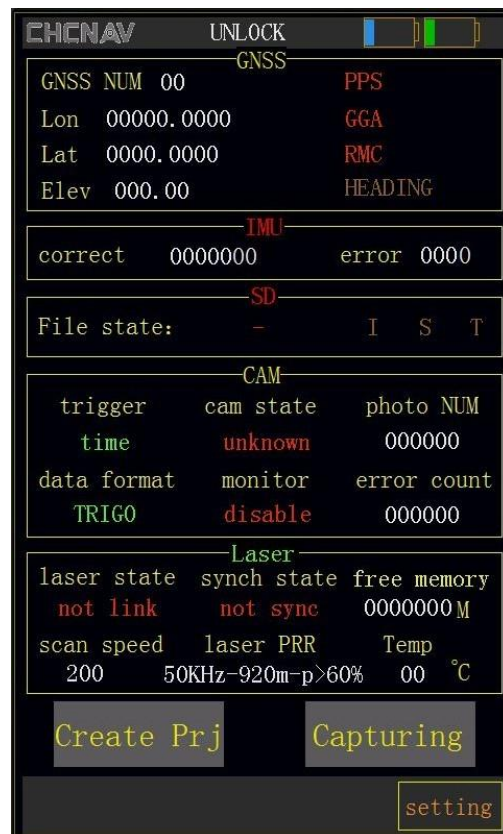 CHCNAV UNLOCK
GNSS
GNSS NUM 00 PPS
Lon 00000.0000 GGA
Lat 0000.0000 RMC
Elev 000.00 HEADING
IMU
correct 0000000 error 0000
SD
File state: - I S T
CAM
trigger cam state photo NUM
time unknown 000000
data format monitor error count
TRIGO disable 000000
Laser
laser state synch state free memory
not link not sync 0000000 M
scan speed laser PRR Temp
200 50KHz-920m-p>60% 00 ℃
Create Prj Capturing
setting